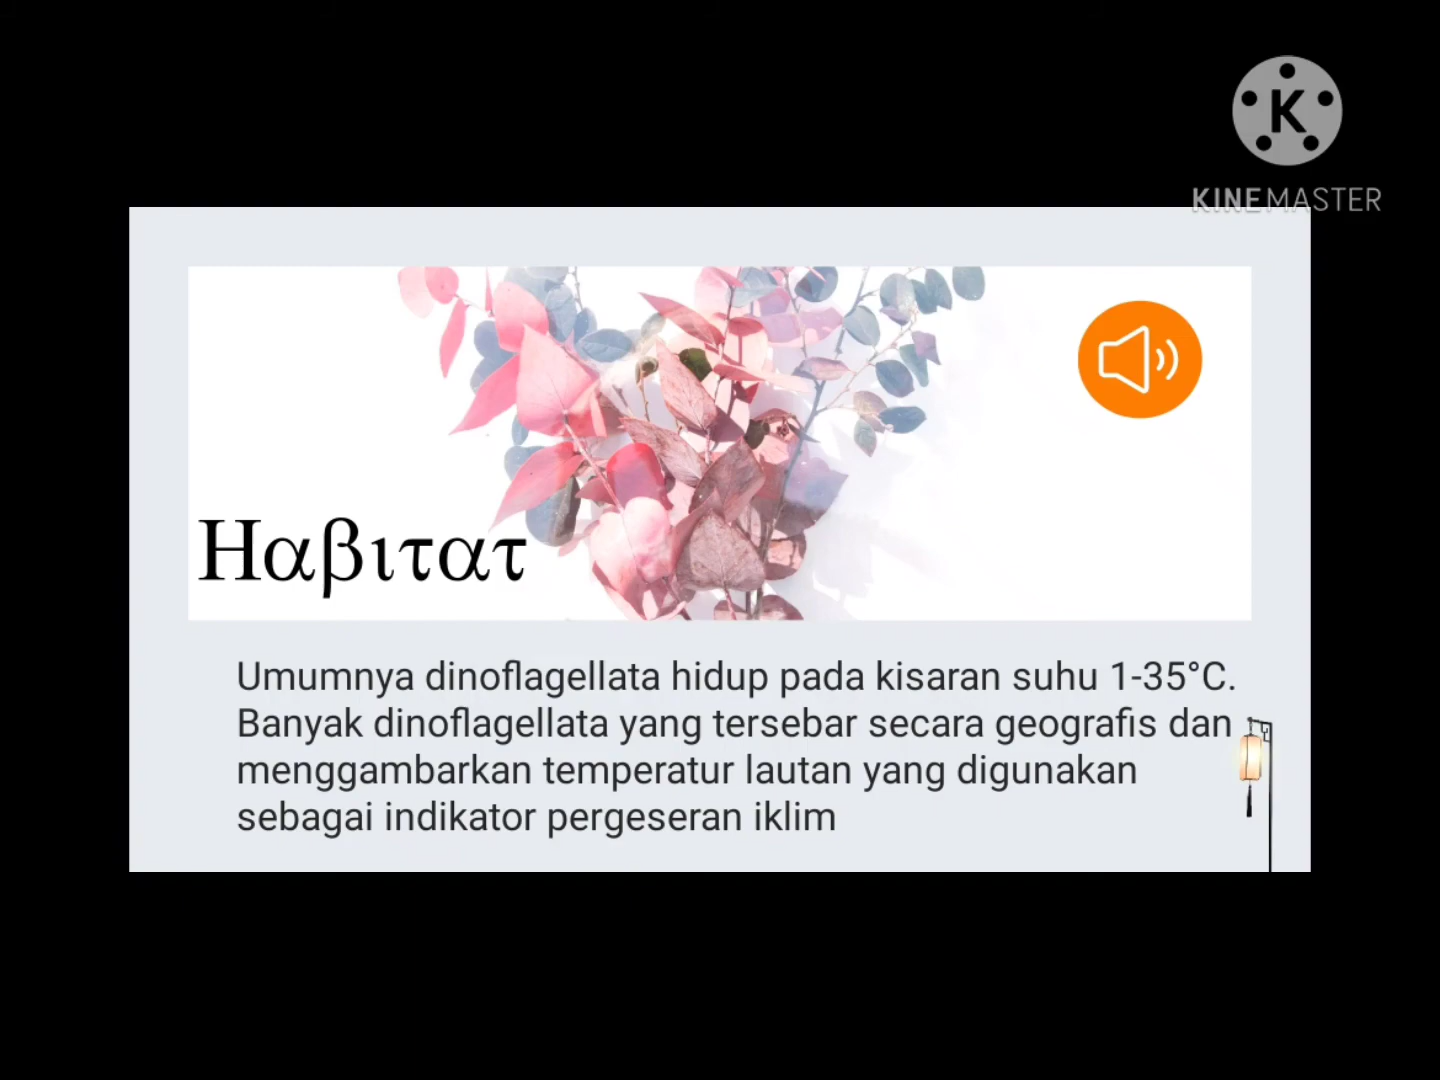 K
KINEMASTER
Ηαβιτατ
Umumnya dinoflagellata hidup pada kisaran suhu 1-35°C.
Banyak dinoflagellata yang tersebar secara geografis dan
menggambarkan temperatur lautan yang digunakan
sebagai indikator pergeseran iklim